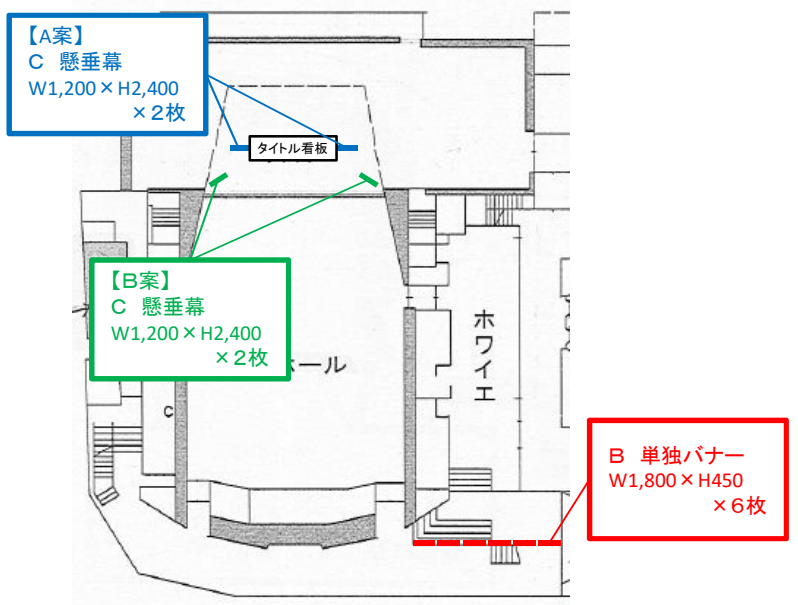 【A案】
C 懸垂幕
W1,200×H2,400
×2枚
タイトル看板
【B案】
C 懸垂幕
W1,200×H2,400
×2枚
ホール
ホワイエ
C
B 単独バナー
W1,800×H450
×6枚